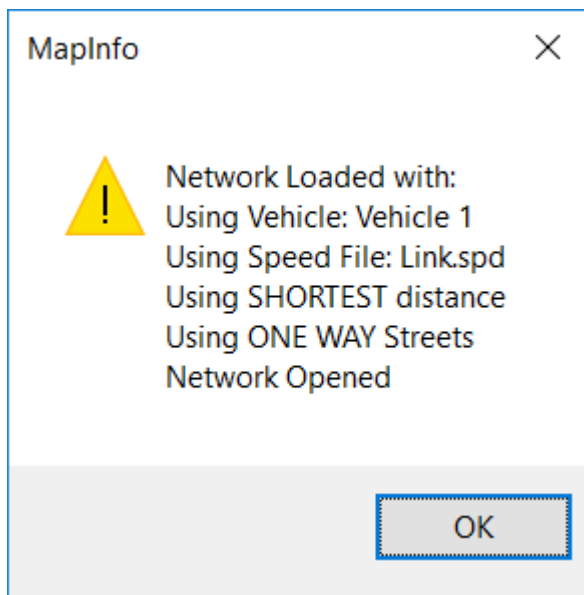 MapInfo
!
Network Loaded with:
Using Vehicle: Vehicle 1
Using Speed File: Link.spd
Using SHORTEST distance
Using ONE WAY Streets
Network Opened
OK